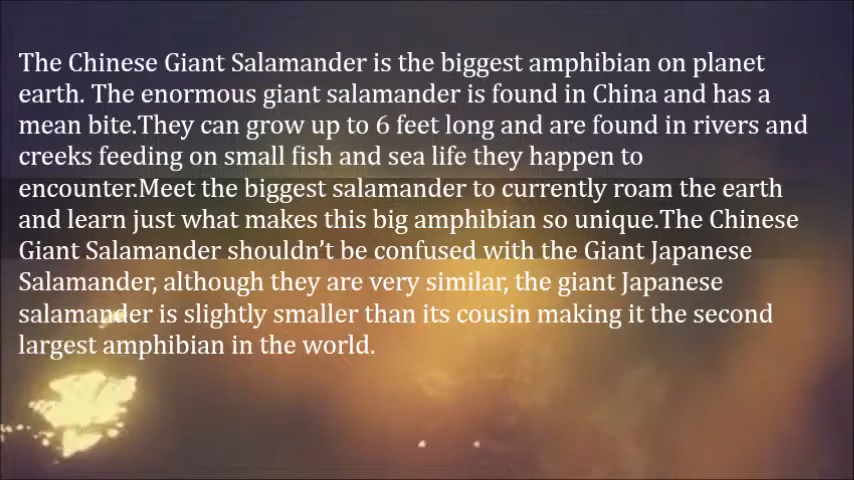 The Chinese Giant Salamander is the biggest amphibian on planet
earth. The enormous giant salamander is found in China and has a
mean bite.They can grow up to 6 feet long and are found in rivers and
creeks feeding on small fish and sea life they happen to
encounter.Meet the biggest salamander to currently roam the earth
and learn just what makes this big amphibian so unique.The Chinese
Giant Salamander shouldn’t be confused with the Giant Japanese
Salamander, although they are very similar, the giant Japanese
salamander is slightly smaller than its cousin making it the second
largest amphibian in the world.